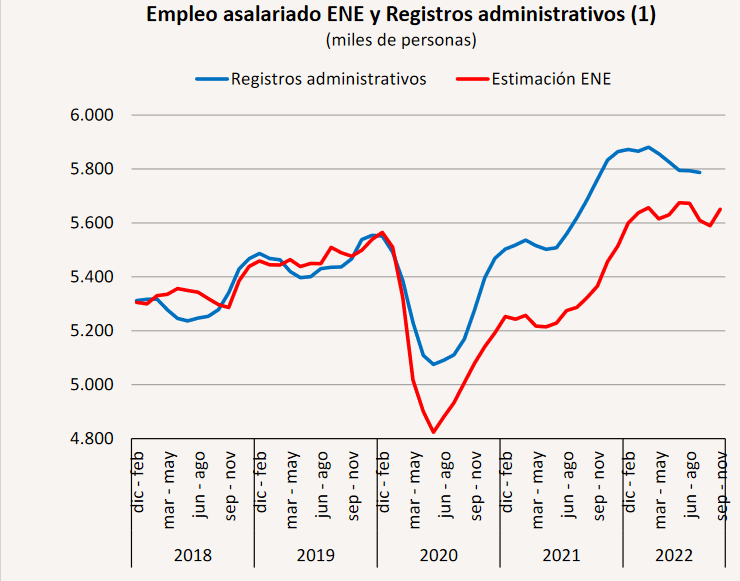 Empleo asalariado ENE y Registros administrativos (1)
(miles de personas)
Registros administrativos
Estimación ENE
6.000
5.800
5.600
5.400
5.200
5.000
4.800
dic - feb
mar - may
jun - ago
sep - nov
dic - feb
mar - may
jun - ago
sep - nov
dic - feb
mar - may
jun - ago
sep - nov
dic - feb
mar - may
jun - ago
sep - nov
dic - feb
mar - may
jun - ago
sep - nov
2018
2019
2020
2021
2022